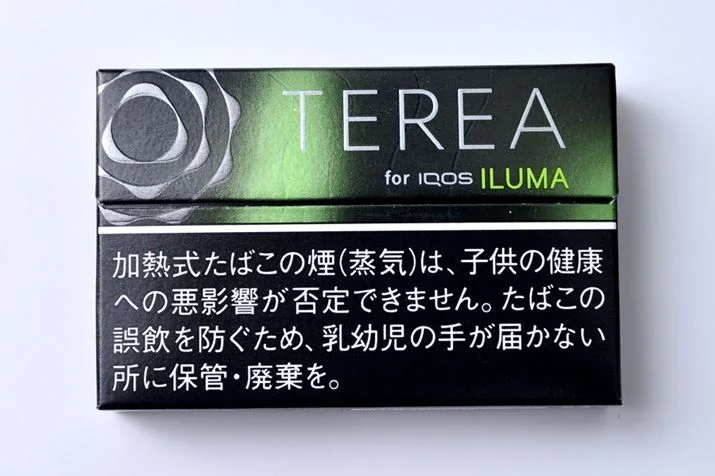 TEREA
for IQOS ILUMA
加熱式たばこの煙(蒸気)は、子供の健康
への悪影響が否定できません。たばこの
誤飲を防ぐため、乳幼児の手が届かない
所に保管・廃棄を。